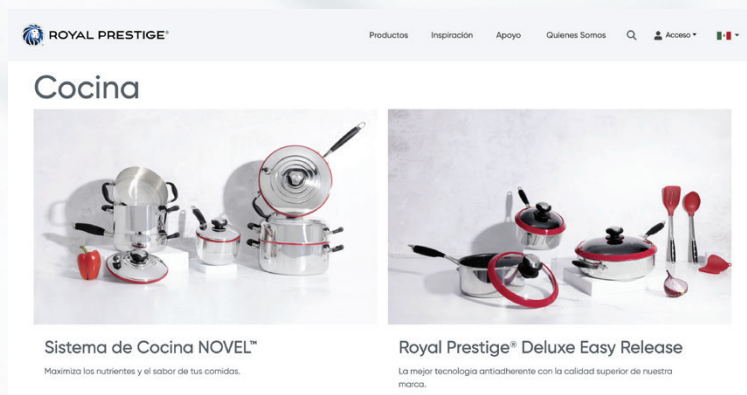 ROYAL PRESTIGE®
Productos Inspiración Apoyo Quienes Somos Acceso
Cocina
Sistema de Cocina NOVEL™
Maximiza los nutrientes y el sabor de tus comidas.
Royal Prestige® Deluxe Easy Release
La mejor tecnología antiadherente con la calidad superior de nuestra
marca.